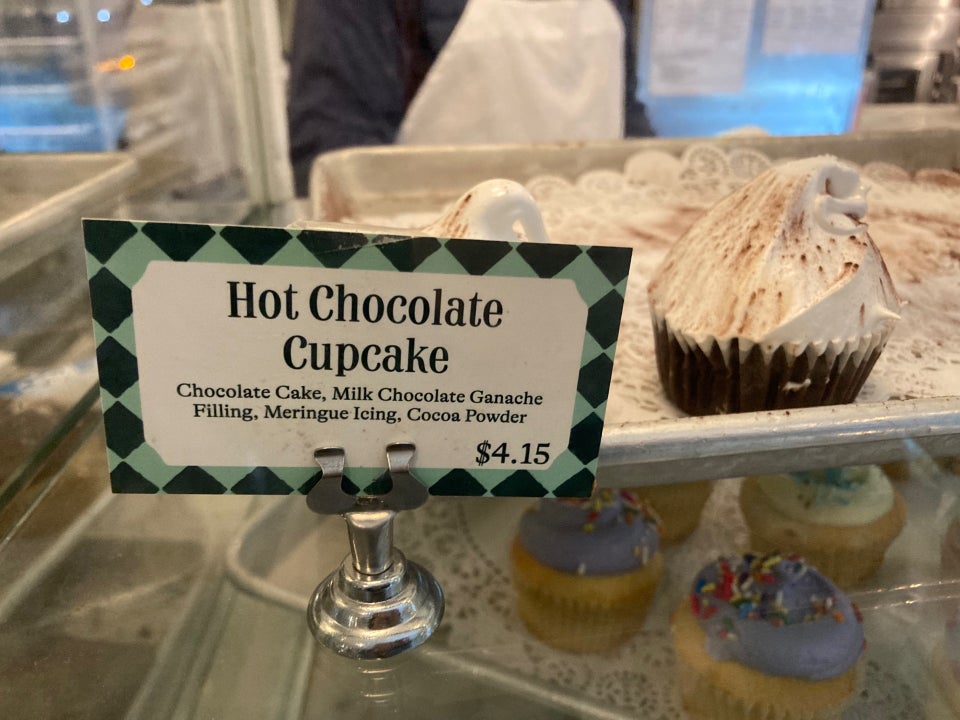 Hot Chocolate
Cupcake
Chocolate Cake, Milk Chocolate Ganache
Filling, Meringue Icing, Cocoa Powder
$4.15